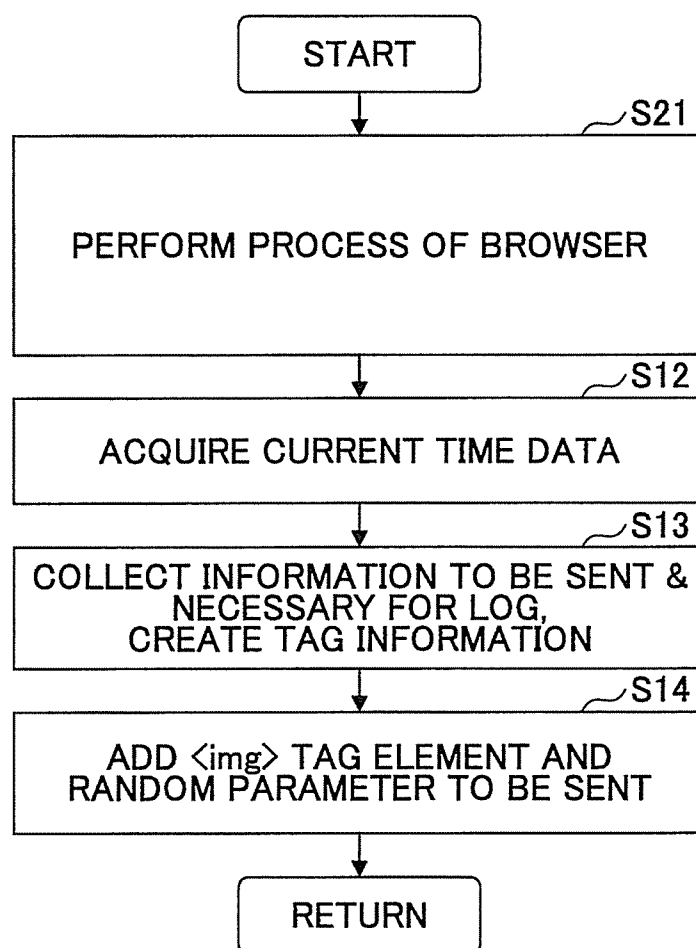 START
S21
PERFORM PROCESS OF BROWSER
S12
ACQUIRE CURRENT TIME DATA
S13
COLLECT INFORMATION TO BE SENT &
NECESSARY FOR LOG,
CREATE TAG INFORMATION
S14
ADD <img> TAG ELEMENT AND
RANDOM PARAMETER TO BE SENT
RETURN